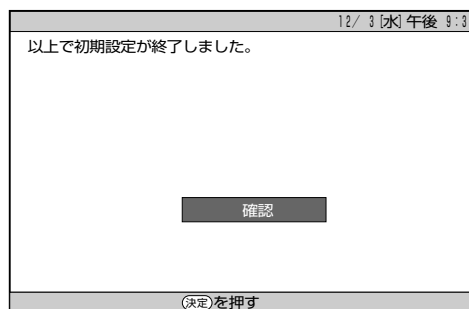 12/ 3 [水] 午後 9:3
以上で初期設定が終了しました。
確認
決定を押す